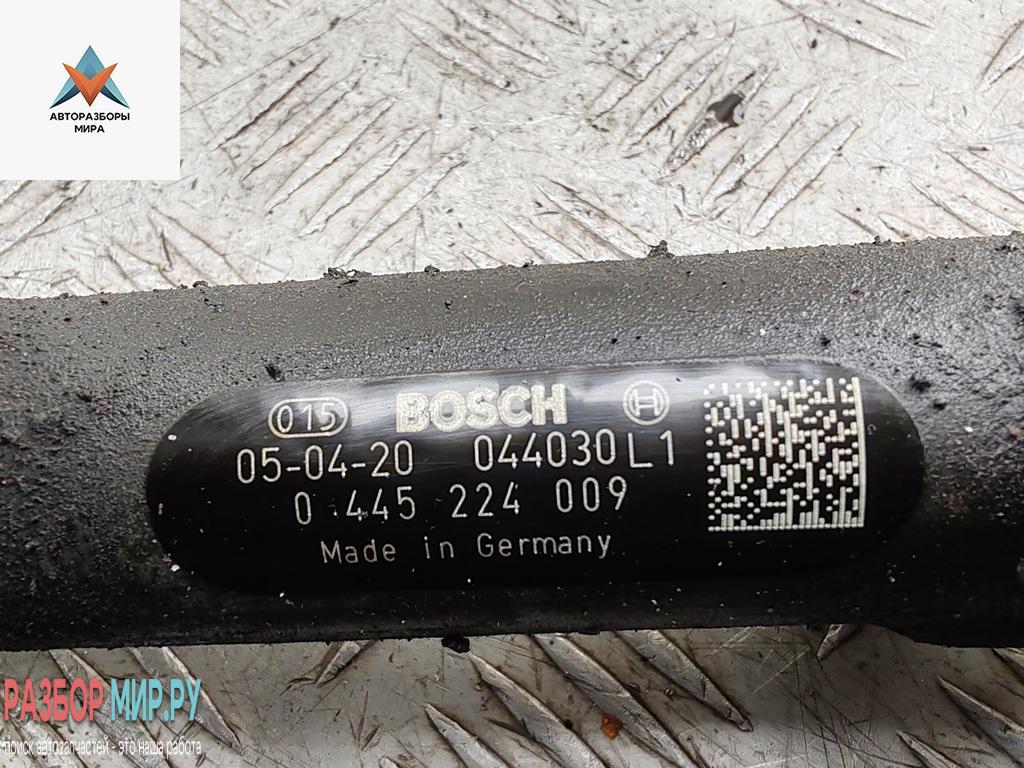 АВТОРАЗБОРЫ
МИРА
015 BOSCH
05-04-20 044030L1
0 445 224 009
Made in Germany
РАЗБОР МИР.РУ
поиск автозапчастей - это наша работа